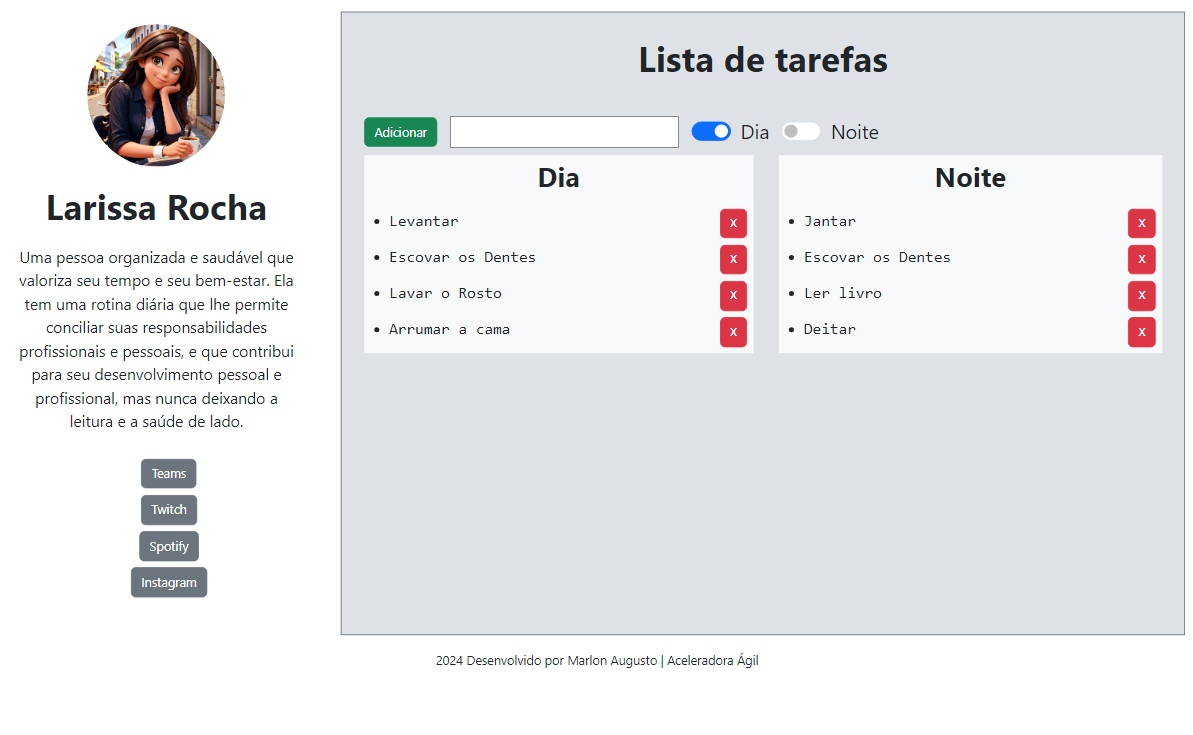 Larissa Rocha
Uma pessoa organizada e saudável que
valoriza seu tempo e seu bem-estar. Ela
tem uma rotina diária que lhe permite
conciliar suas responsabilidades
profissionais e pessoais, e que contribui
para seu desenvolvimento pessoal e
profissional, mas nunca deixando a
leitura e a saúde de lado.
Teams
Twitch
Spotify
Instagram
Lista de tarefas
Adicionar Dia Noite
Dia
• Levantar x
• Escovar os Dentes x
• Lavar o Rosto x
• Arrumar a cama x
Noite
• Jantar x
• Escovar os Dentes x
• Ler livro x
• Deitar x
2024 Desenvolvido por Marlon Augusto | Aceleradora Ágil